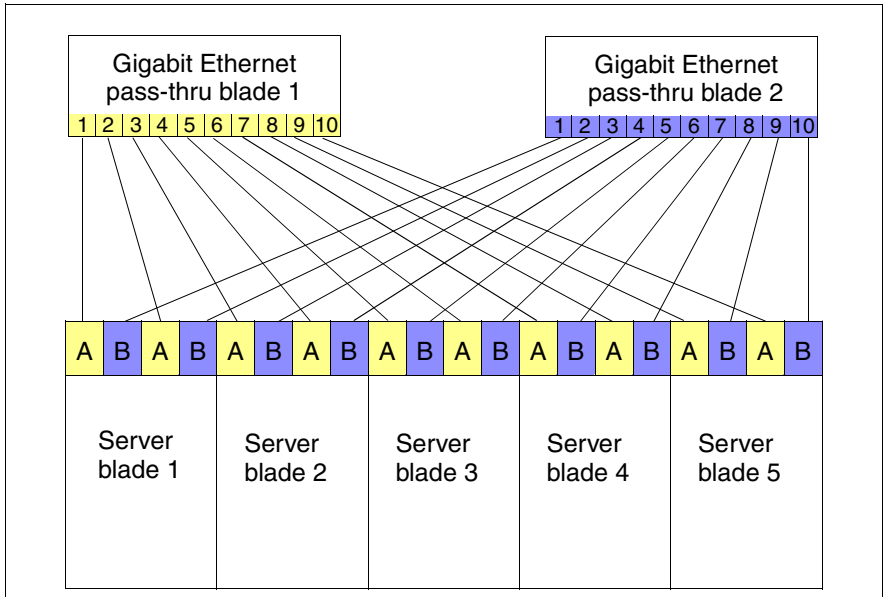 Gigabit Ethernet
pass-thru blade 1
1 2 3 4 5 6 7 8 9 10
Gigabit Ethernet
pass-thru blade 2
1 2 3 4 5 6 7 8 9 10
A B A B A B A B A B A B A B A B A B A B
Server
blade 1
Server
blade 2
Server
blade 3
Server
blade 4
Server
blade 5